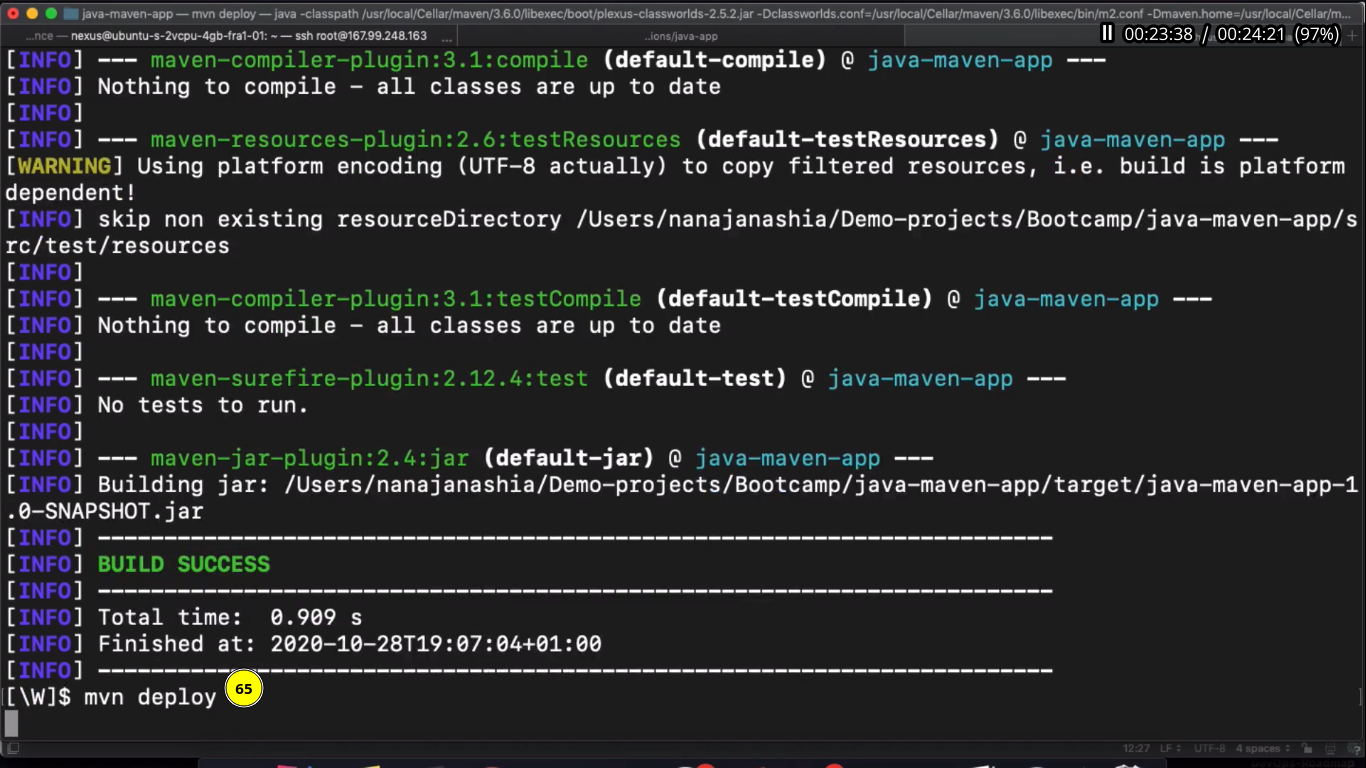 java-maven-app — mvn deploy — java -classpath /usr/local/Cellar/maven/3.6.0/libexec/boot/plexus-classworlds-2.5.2.jar -Dclassworlds.conf=/usr/local/Cellar/maven/3.6.0/libexec/bin/m2.conf -Dmaven.home=/usr/local/Cellar/maven/3.6.0/libexec -Dlibrary.m...
...nce — nexus@ubuntu-s-2vcpu-4gb-fra1-01: ~ — ssh root@167.99.248.163 ... ..ions/java-app
00:23:38 / 00:24:21 (97%)
[INFO] --- maven-compiler-plugin:3.1:compile (default-compile) @ java-maven-app ---
[INFO] Nothing to compile - all classes are up to date
[INFO]
[INFO] --- maven-resources-plugin:2.6:testResources (default-testResources) @ java-maven-app ---
[WARNING] Using platform encoding (UTF-8 actually) to copy filtered resources, i.e. build is platform
dependent!
[INFO] skip non existing resourceDirectory /Users/nanajanashia/Demo-projects/Bootcamp/java-maven-app/s
rc/test/resources
[INFO]
[INFO] --- maven-compiler-plugin:3.1:testCompile (default-testCompile) @ java-maven-app ---
[INFO] Nothing to compile - all classes are up to date
[INFO]
[INFO] --- maven-surefire-plugin:2.12.4:test (default-test) @ java-maven-app ---
[INFO] No tests to run.
[INFO]
[INFO] --- maven-jar-plugin:2.4:jar (default-jar) @ java-maven-app ---
[INFO] Building jar: /Users/nanajanashia/Demo-projects/Bootcamp/java-maven-app/target/java-maven-app-1
.0-SNAPSHOT.jar
[INFO] ------------------------------------------------------------------------
[INFO] BUILD SUCCESS
[INFO] ------------------------------------------------------------------------
[INFO] Total time: 0.909 s
[INFO] Finished at: 2020-10-28T19:07:04+01:00
[INFO] ------------------------------------------------------------------------
[\W]$ mvn deploy
65
12:27 LF UTF-8 4 spaces